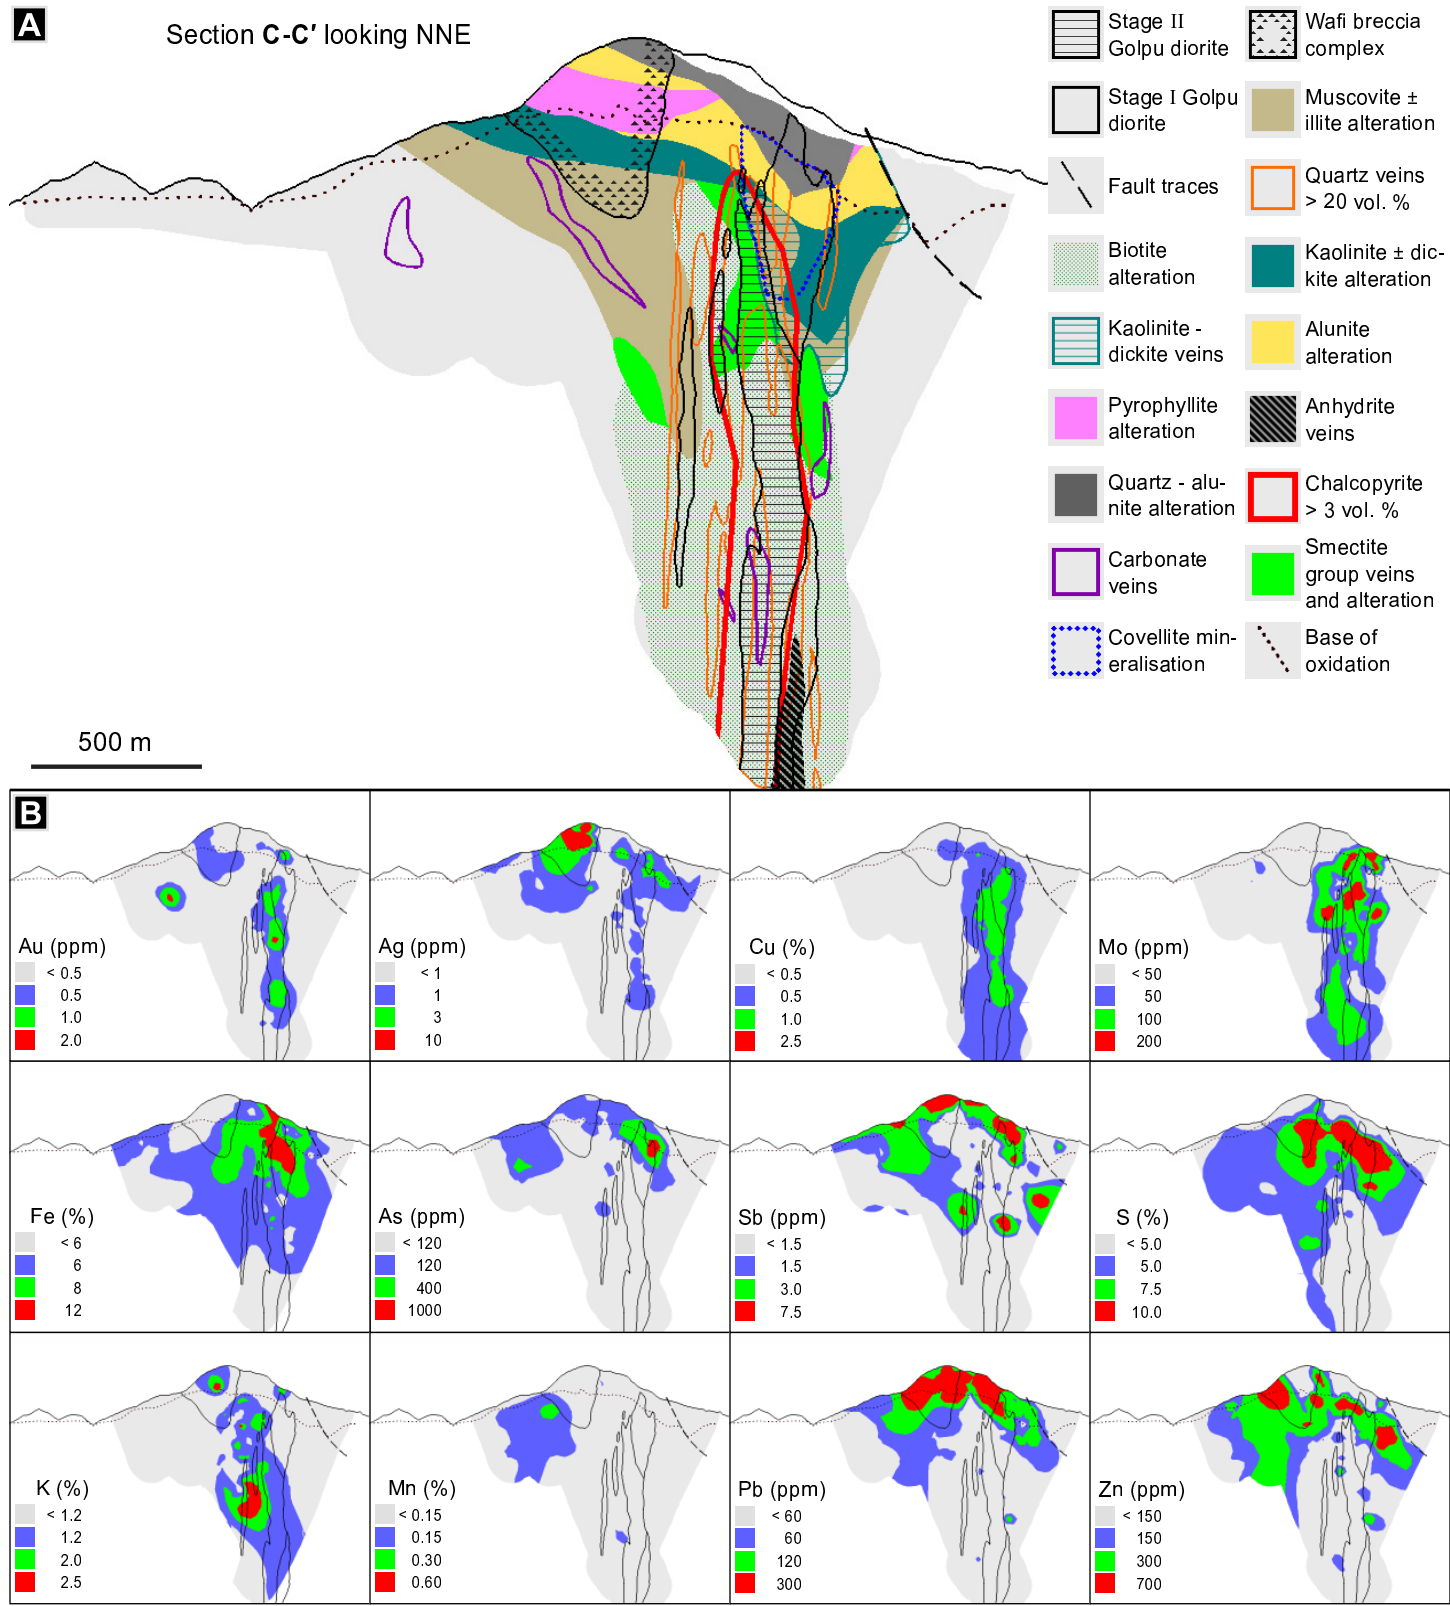 A
Section C-C′ looking NNE
Stage II
Golpu diorite
Wafi breccia
complex
Stage I Golpu
diorite
Muscovite ±
illite alteration
Fault traces
Quartz veins
> 20 vol. %
Biotite
alteration
Kaolinite ± dic-
kite alteration
Kaolinite -
dickite veins
Alunite
alteration
Pyrophyllite
alteration
Anhydrite
veins
Quartz - alu-
nite alteration
Chalcopyrite
> 3 vol. %
Carbonate
veins
Smectite
group veins
and alteration
Covellite min-
eralisation
Base of
oxidation
500 m
B
Au (ppm)
< 0.5
0.5
1.0
2.0
Ag (ppm)
< 1
1
3
10
Cu (%)
< 0.5
0.5
1.0
2.5
Mo (ppm)
< 50
50
100
200
Fe (%)
< 6
6
8
12
As (ppm)
< 120
120
400
1000
Sb (ppm)
< 1.5
1.5
3.0
7.5
S (%)
< 5.0
5.0
7.5
10.0
K (%)
< 1.2
1.2
2.0
2.5
Mn (%)
< 0.15
0.15
0.30
0.60
Pb (ppm)
< 60
60
120
300
Zn (ppm)
< 150
150
300
700